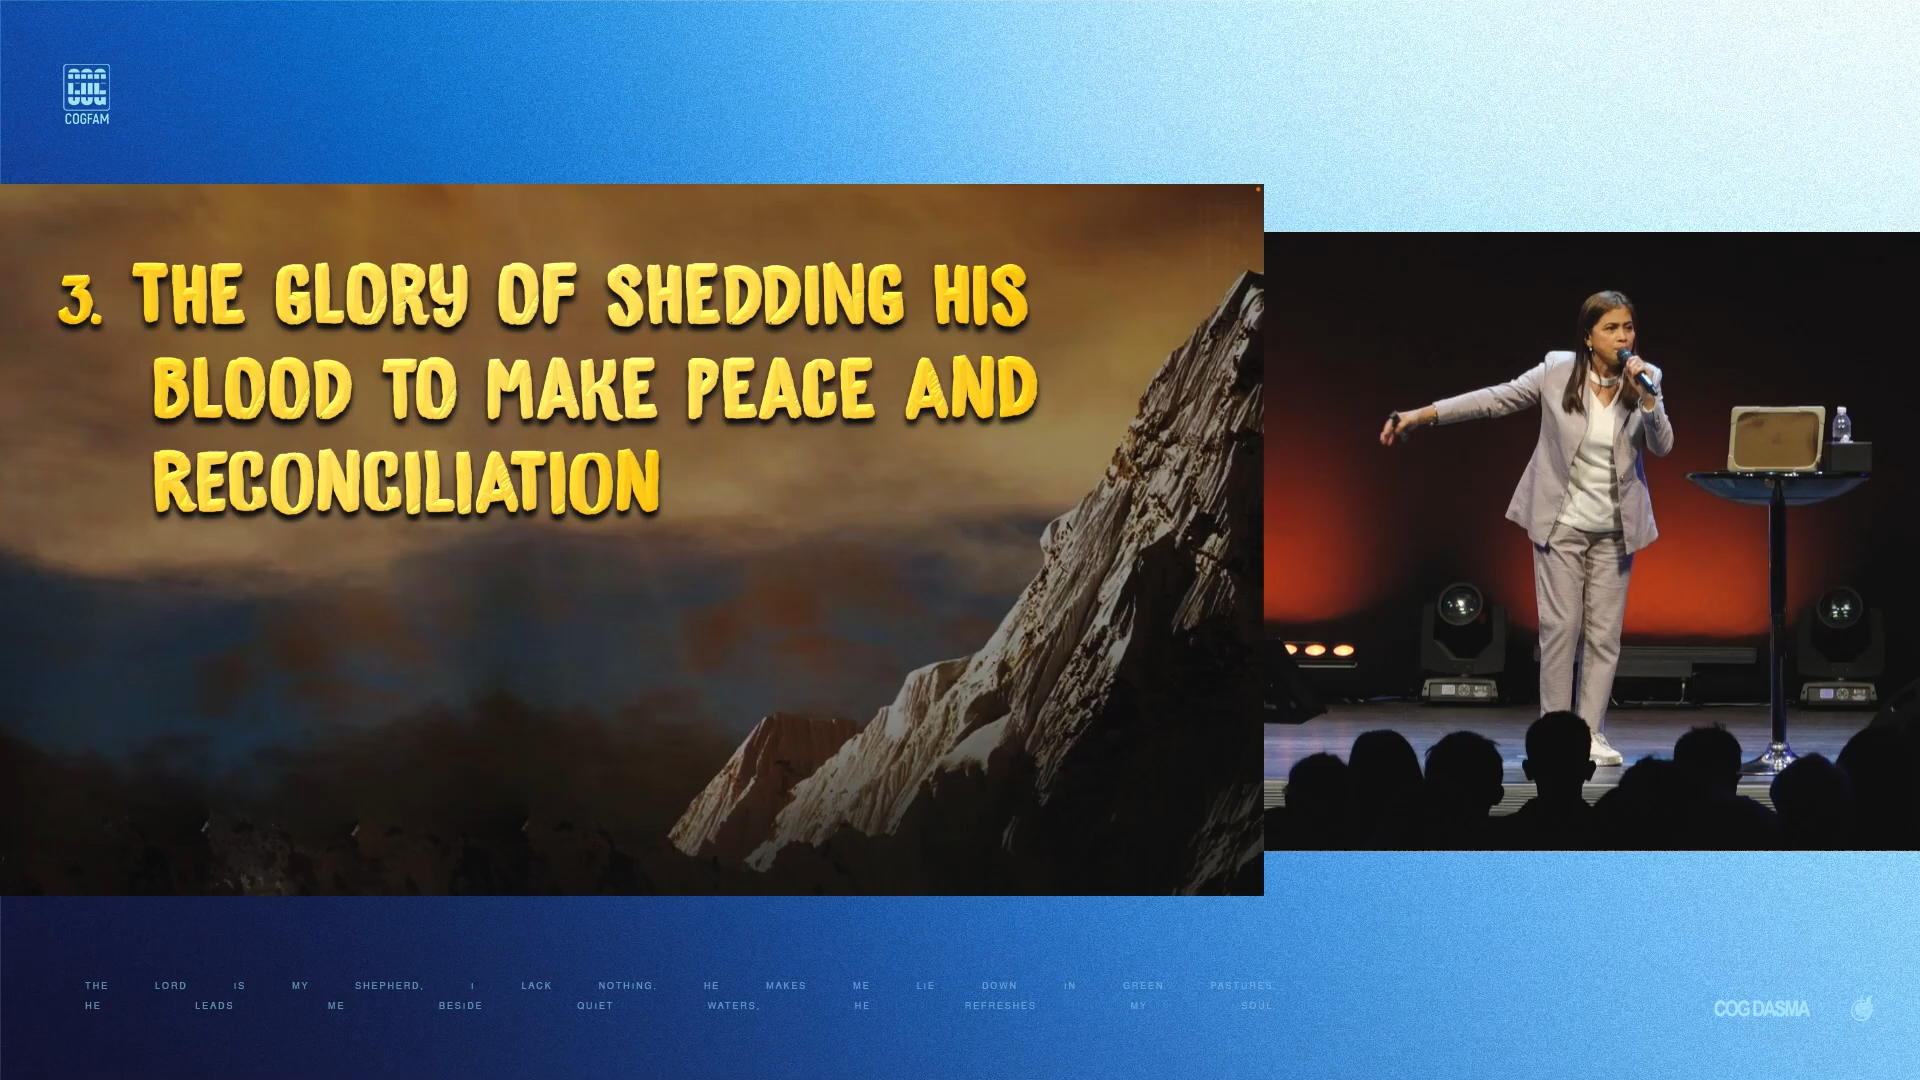 COGFAM
3. THE GLORY OF SHEDDING HIS
BLOOD TO MAKE PEACE AND
RECONCILIATION
THE LORD IS MY SHEPHERD, I LACK NOTHING. HE MAKES ME LIE DOWN IN GREEN PASTURES,
HE LEADS ME BESIDE QUIET WATERS, HE REFRESHES MY SOUL
COG DASMA